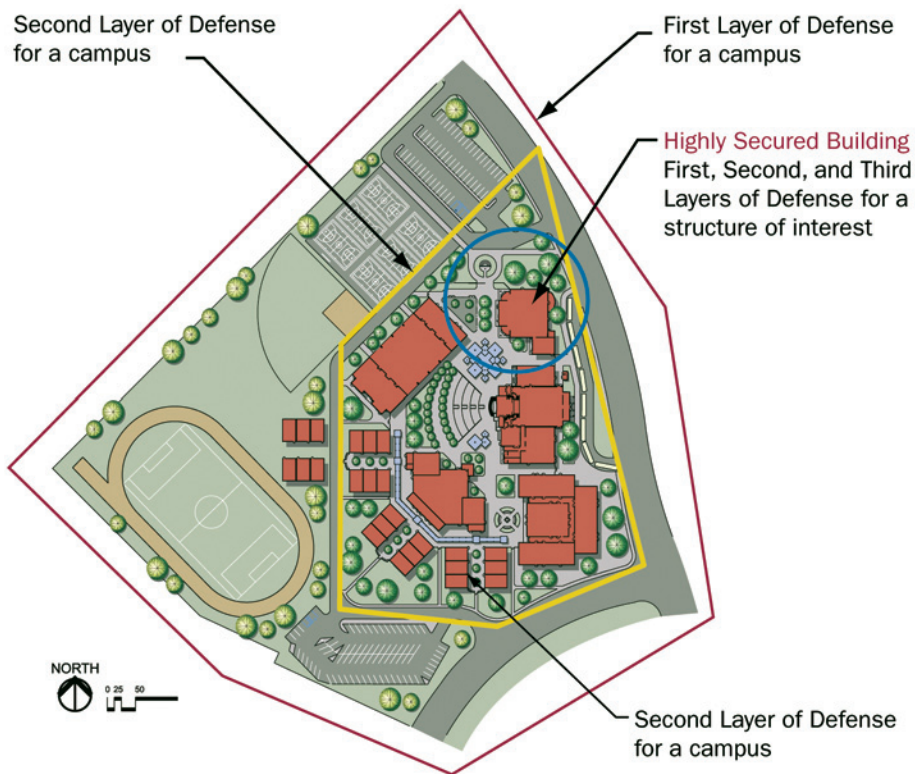 Second Layer of Defense
for a campus
First Layer of Defense
for a campus
Highly Secured Building
First, Second, and Third
Layers of Defense for a
structure of interest
NORTH
0 25 50
Second Layer of Defense
for a campus